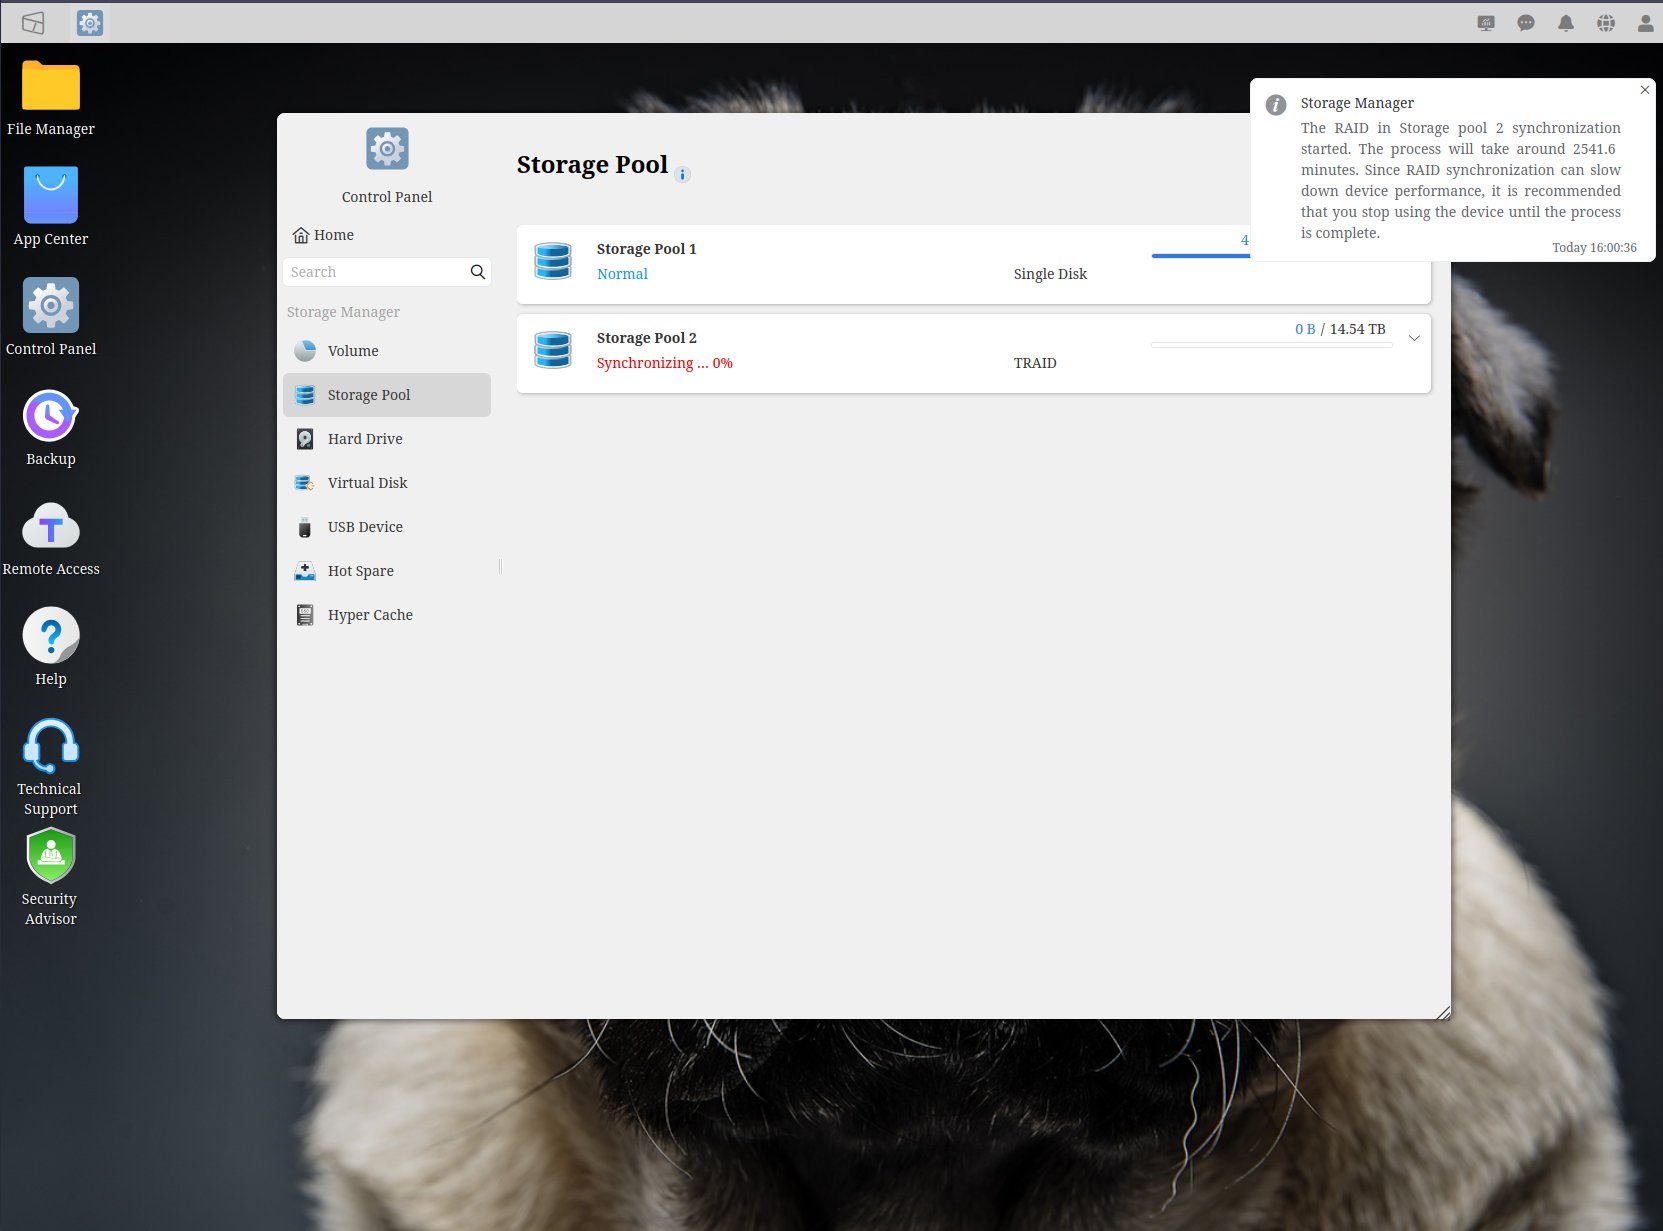 File Manager
App Center
Control Panel
Backup
Remote Access
Help
Technical
Support
Security
Advisor
Control Panel
Home
Search
Storage Manager
Volume
Storage Pool
Hard Drive
Virtual Disk
USB Device
Hot Spare
Hyper Cache
Storage Pool
Storage Pool 1
4
Normal
Single Disk
Storage Pool 2
0 B / 14.54 TB
Synchronizing ... 0%
TRAID
Storage Manager
The RAID in Storage pool 2 synchronization
started. The process will take around 2541.6
minutes. Since RAID synchronization can slow
down device performance, it is recommended
that you stop using the device until the process
is complete.
Today 16:00:36